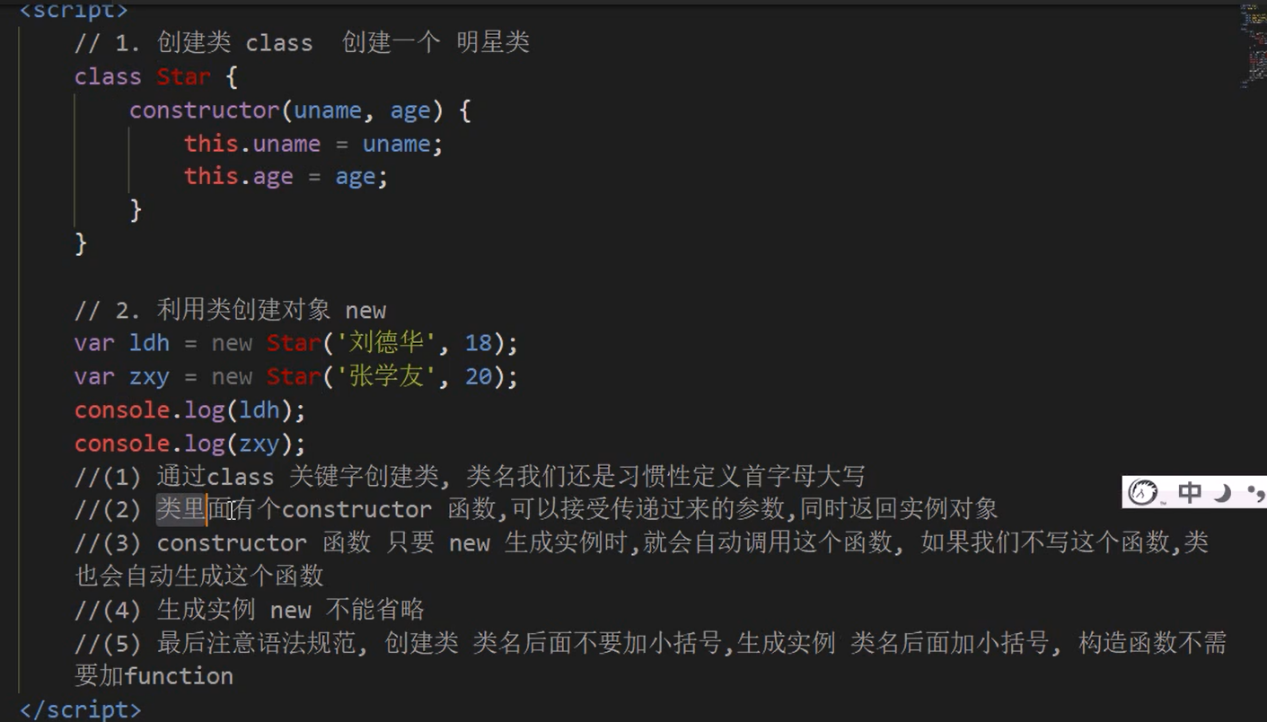 <script>
// 1. 创建类 class 创建一个 明星类
class Star {
constructor(uname, age) {
this.uname = uname;
this.age = age;
}
}
// 2. 利用类创建对象 new
var ldh = new Star('刘德华', 18);
var zxy = new Star('张学友', 20);
console.log(ldh);
console.log(zxy);
//(1) 通过class 关键字创建类, 类名我们还是习惯性定义首字母大写
//(2) 类里面有个constructor 函数,可以接受传递过来的参数,同时返回实例对象
//(3) constructor 函数 只要 new 生成实例时,就会自动调用这个函数, 如果我们不写这个函数,类
也会自动生成这个函数
//(4) 生成实例 new 不能省略
//(5) 最后注意语法规范, 创建类 类名后面不要加小括号,生成实例 类名后面加小括号, 构造函数不需
要加function
</script>
中